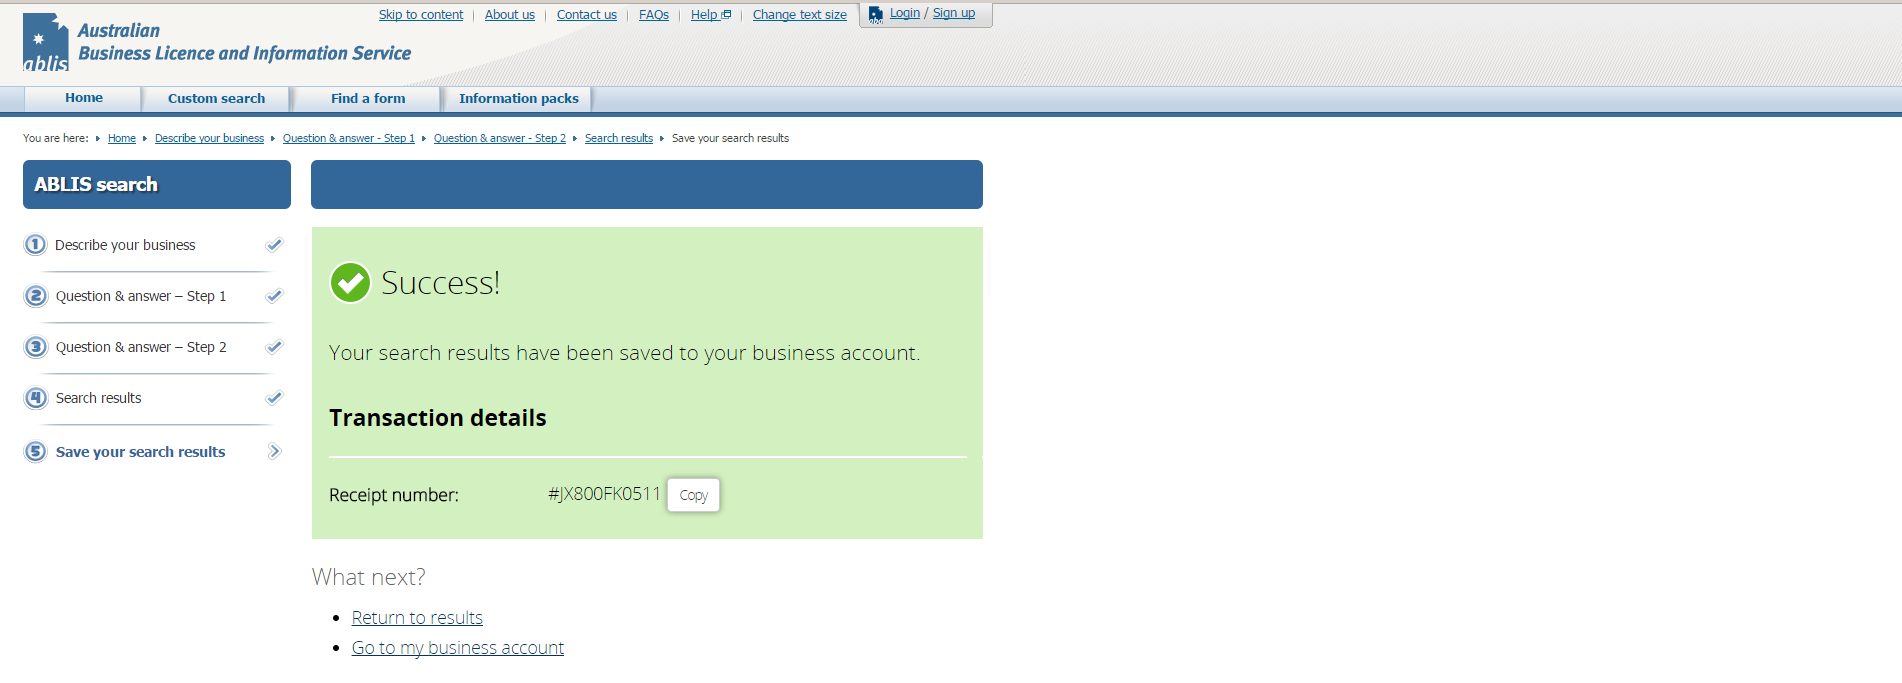 Skip to content | About us | Contact us | FAQs | Help | Change text size
Login / Sign up
ablis
Australian
Business Licence and Information Service
Home Custom search Find a form Information packs
You are here: Home Describe your business Question & answer - Step 1 Question & answer - Step 2 Search results Save your search results
ABLIS search
1 Describe your business
2 Question & answer – Step 1
3 Question & answer – Step 2
4 Search results
5 Save your search results
Success!
Your search results have been saved to your business account.
Transaction details
Receipt number: #JX800FK0511 Copy
What next?
• Return to results
• Go to my business account